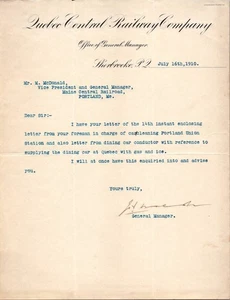 Quebec Central Railway Company
Office of General Manager
Sherbrooke, P.Q. July 16th, 1919.
Mr. M. McDonald,
Vice President and General Manager,
Maine Central Railroad,
PORTLAND, Me.
Dear Sir:-
I have your letter of the 14th instant enclosing
letter from your foreman in charge of car cleaning Portland Union
Station and also letter from dining car conductor with reference to
supplying the dining car at Quebec with gas and ice.
I will at once have this enquired into and advise
you.
Yours truly,
General Manager.